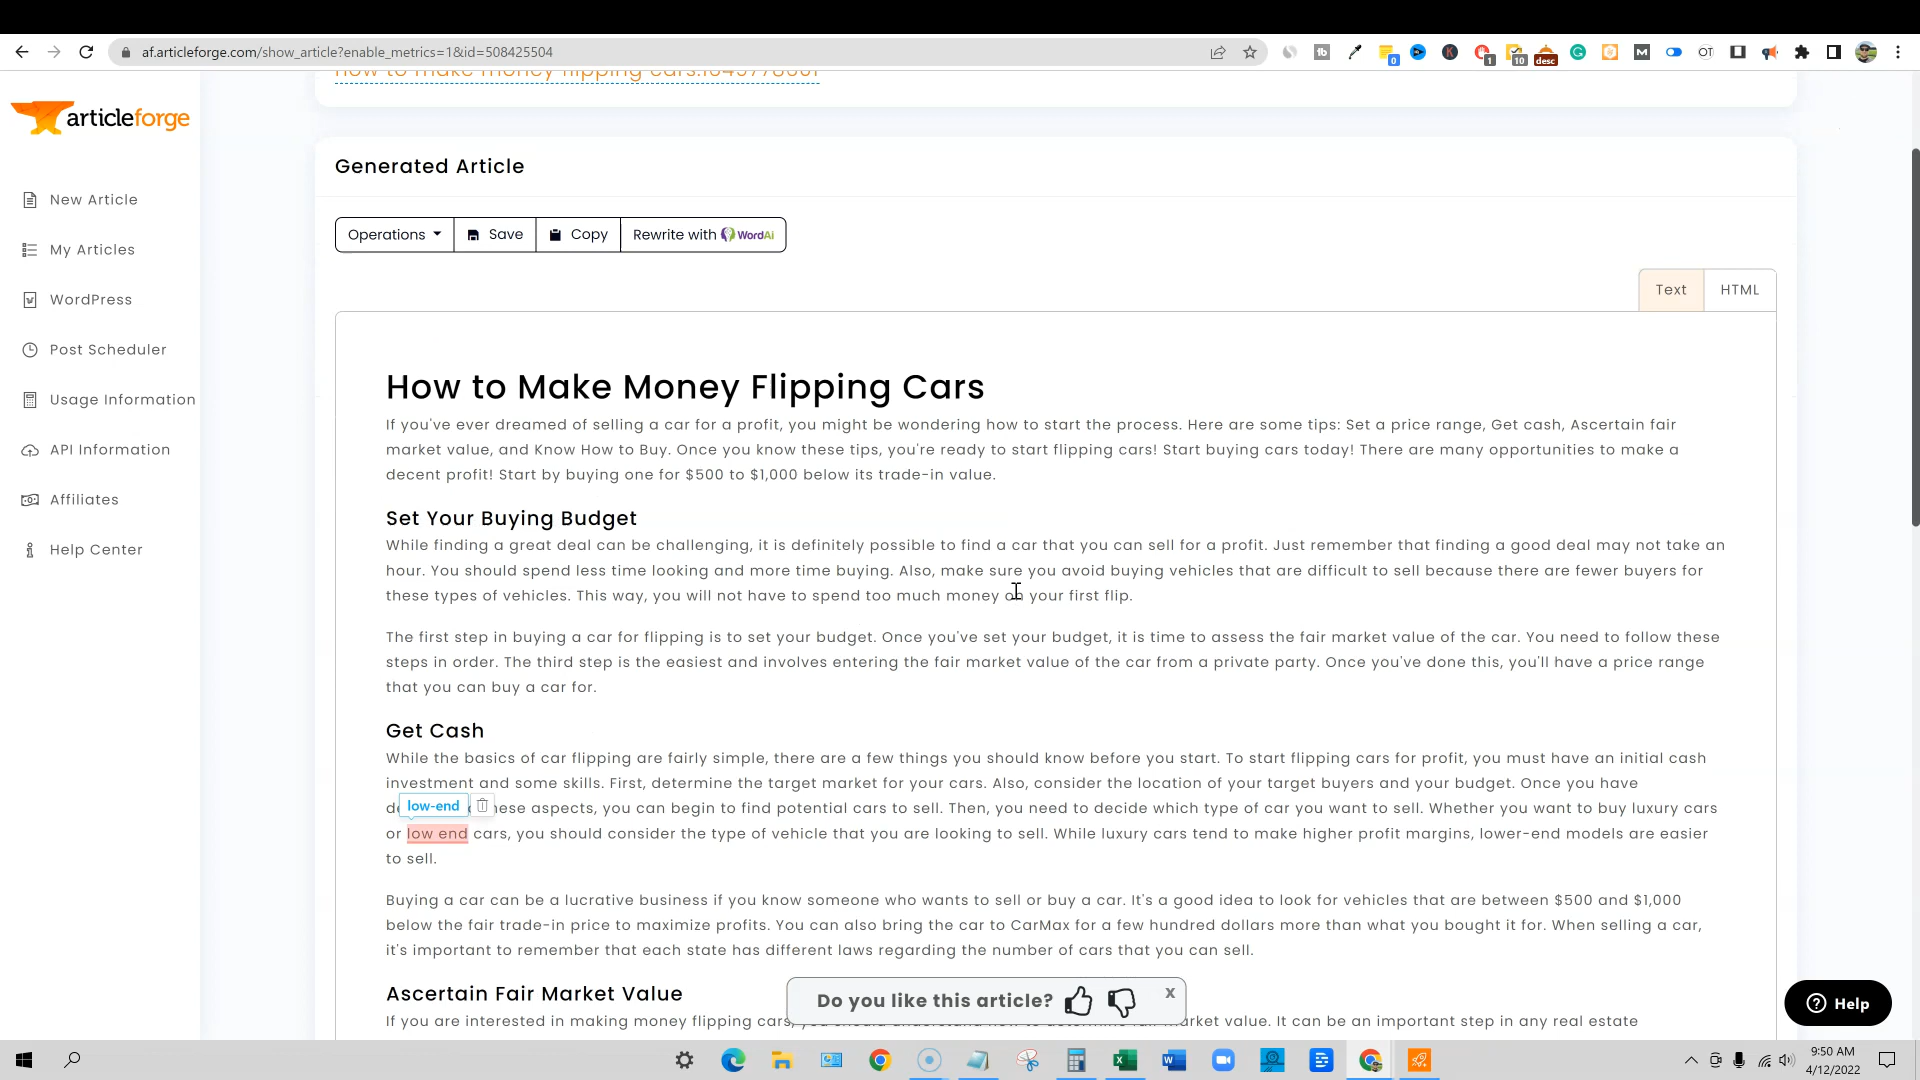 af.articleforge.com/show_article?enable_metrics=1&id=508425504
0
1
10
desc
how to make money flipping cars.
articleforge
Generated Article
New Article
My Articles
WordPress
Post Scheduler
Usage Information
API Information
Affiliates
Help Center
Operations
Save
Copy
Rewrite with WordAi
Text
HTML
How to Make Money Flipping Cars
If you've ever dreamed of selling a car for a profit, you might be wondering how to start the process. Here are some tips: Set a price range, Get cash, Ascertain fair
market value, and Know How to Buy. Once you know these tips, you're ready to start flipping cars! Start buying cars today! There are many opportunities to make a
decent profit! Start by buying one for $500 to $1,000 below its trade-in value.
Set Your Buying Budget
While finding a great deal can be challenging, it is definitely possible to find a car that you can sell for a profit. Just remember that finding a good deal may not take an
hour. You should spend less time looking and more time buying. Also, make sure you avoid buying vehicles that are difficult to sell because there are fewer buyers for
these types of vehicles. This way, you will not have to spend too much money on your first flip.
The first step in buying a car for flipping is to set your budget. Once you've set your budget, it is time to assess the fair market value of the car. You need to follow these
steps in order. The third step is the easiest and involves entering the fair market value of the car from a private party. Once you've done this, you'll have a price range
that you can buy a car for.
Get Cash
While the basics of car flipping are fairly simple, there are a few things you should know before you start. To start flipping cars for profit, you must have an initial cash
investment and some skills. First, determine the target market for your cars. Also, consider the location of your target buyers and your budget. Once you have
low-end
these aspects, you can begin to find potential cars to sell. Then, you need to decide which type of car you want to sell. Whether you want to buy luxury cars
or low end cars, you should consider the type of vehicle that you are looking to sell. While luxury cars tend to make higher profit margins, lower-end models are easier
to sell.
Buying a car can be a lucrative business if you know someone who wants to sell or buy a car. It's a good idea to look for vehicles that are between $500 and $1,000
below the fair trade-in price to maximize profits. You can also bring the car to CarMax for a few hundred dollars more than what you bought it for. When selling a car,
it's important to remember that each state has different laws regarding the number of cars that you can sell.
Ascertain Fair Market Value
If you are interested in making money flipping cars, you should understand how to determine fair market value. It can be an important step in any real estate
Do you like this article?
x
Help
9:50 AM
4/12/2022